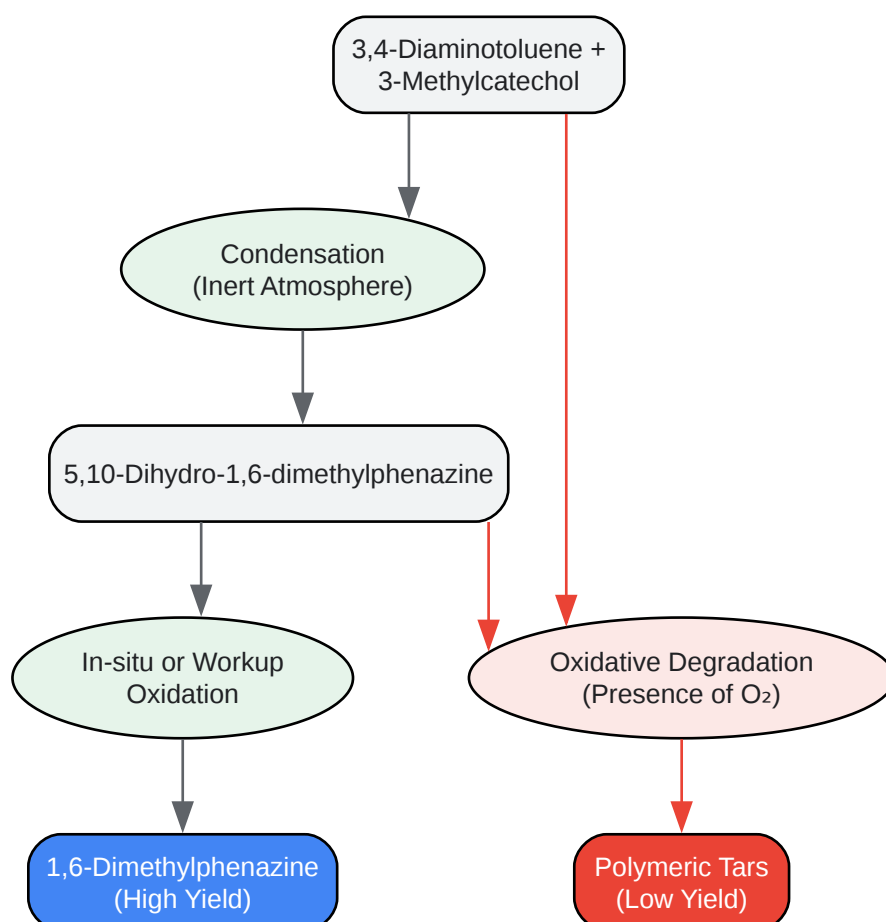 3,4-Diaminotoluene +
3-Methylcatechol
Condensation
(Inert Atmosphere)
5,10-Dihydro-1,6-dimethylphenazine
In-situ or Workup
Oxidation
Oxidative Degradation
(Presence of O₂)
1,6-Dimethylphenazine
(High Yield)
Polymeric Tars
(Low Yield)